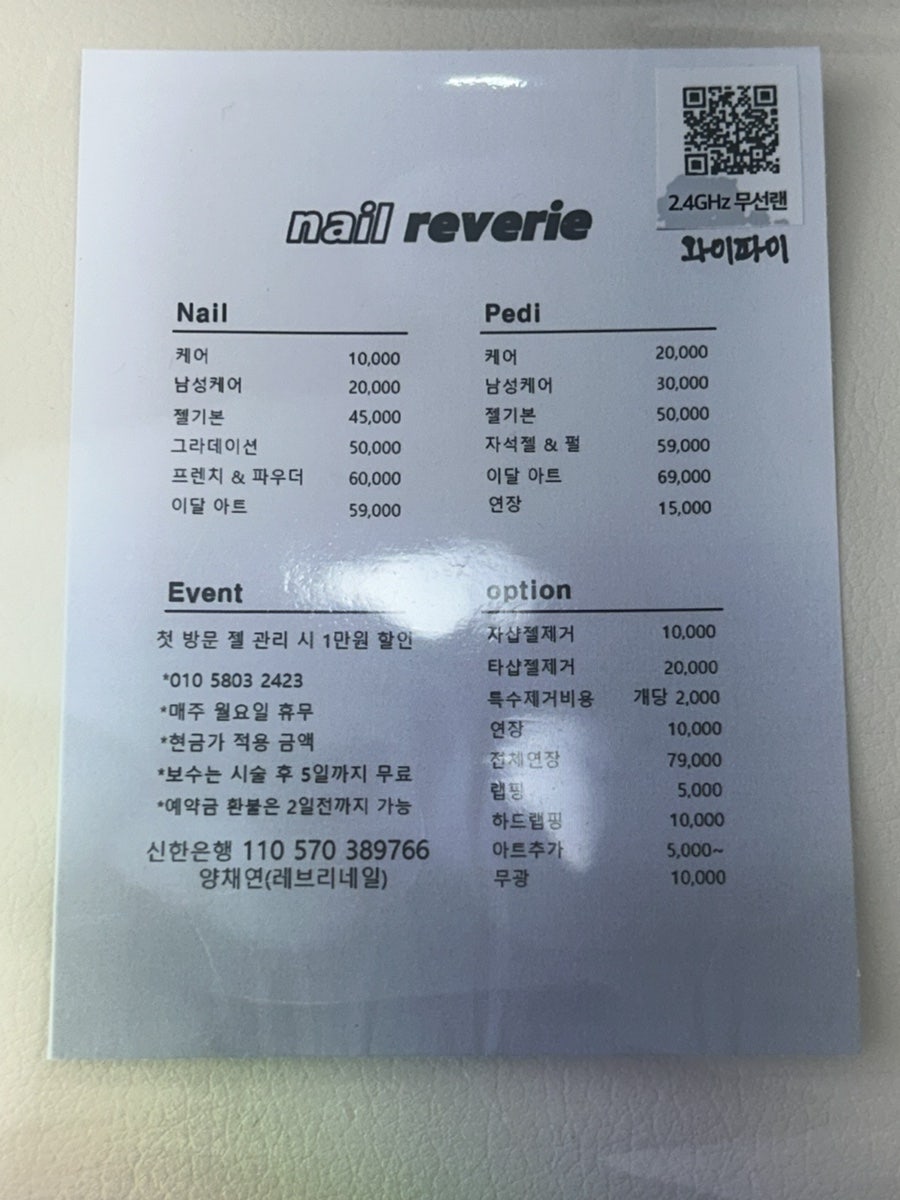 2.4GHz 무선랜
와이파이
nail reverie
Nail
케어 10,000
남성케어 20,000
젤기본 45,000
그라데이션 50,000
프렌치 & 파우더 60,000
이달 아트 59,000
Pedi
케어 20,000
남성케어 30,000
젤기본 50,000
자석젤 & 펄 59,000
이달 아트 69,000
연장 15,000
Event
첫 방문 젤 관리 시 1만원 할인
*010 5803 2423
*매주 월요일 휴무
*현금가 적용 금액
*보수는 시술 후 5일까지 무료
*예약금 환불은 2일전까지 가능
신한은행 110 570 389766
양채연(레브리네일)
option
자샵젤제거 10,000
타샵젤제거 20,000
특수제거비용 개당 2,000
연장 10,000
전체연장 79,000
랩핑 5,000
하드랩핑 10,000
아트추가 5,000~
무광 10,000